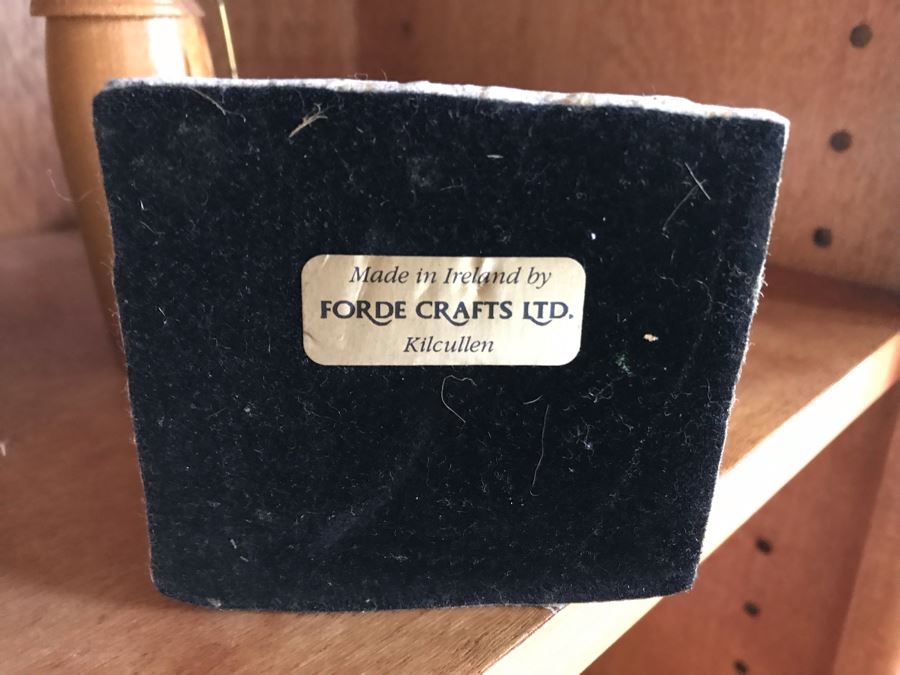 Made in Ireland by
FORDE CRAFTS LTD.
Kilcullen